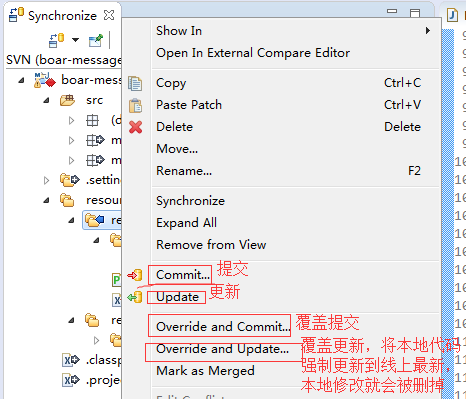 Synchronize
SVN (boar-message
boar-mes
src
(d
m
m
.setting
resour
re
re
.classp
.projec
Show In
Open In External Compare Editor
Copy Ctrl+C
Paste Patch Ctrl+V
Delete Delete
Move...
Rename... F2
Synchronize
Expand All
Remove from View
Commit... 提交
Update 更新
Override and Commit... 覆盖提交
Override and Update... 覆盖更新，将本地代码
强制更新到线上最新，
Mark as Merged 本地修改就会被删掉